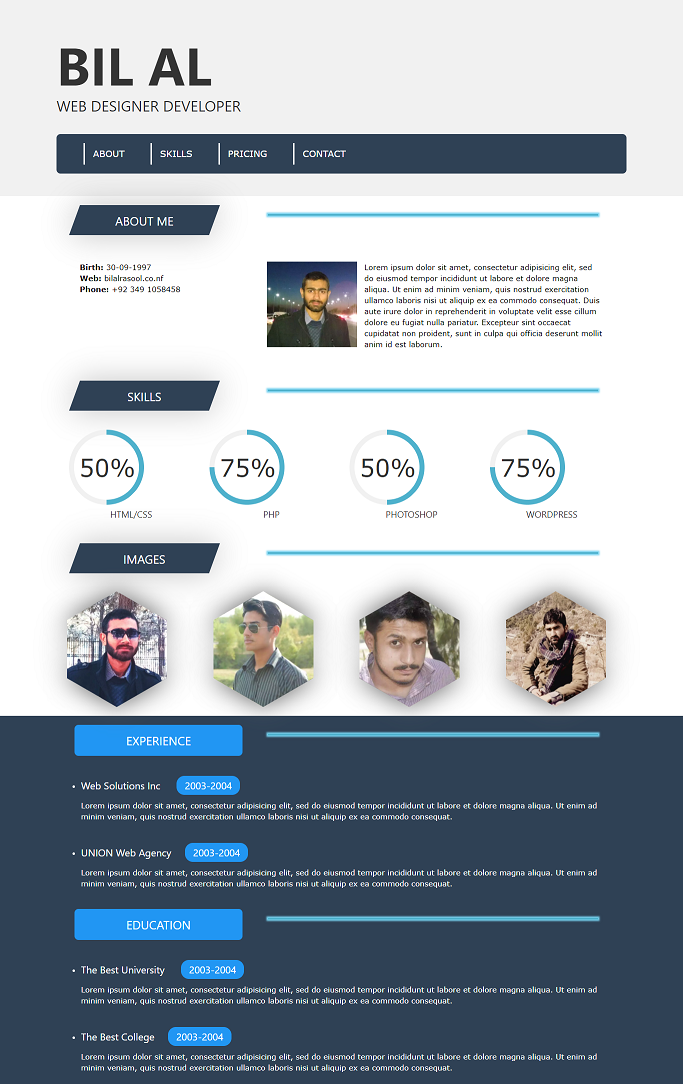 BIL AL
WEB DESIGNER DEVELOPER
ABOUT SKILLS PRICING CONTACT
ABOUT ME
Birth: 30-09-1997
Web: bilalrasool.co.nf
Phone: +92 349 1058458
Lorem ipsum dolor sit amet, consectetur adipisicing elit, sed
do eiusmod tempor incididunt ut labore et dolore magna
aliqua. Ut enim ad minim veniam, quis nostrud exercitation
ullamco laboris nisi ut aliquip ex ea commodo consequat. Duis
aute irure dolor in reprehenderit in voluptate velit esse cillum
dolore eu fugiat nulla pariatur. Excepteur sint occaecat
cupidatat non proident, sunt in culpa qui officia deserunt mollit
anim id est laborum.
SKILLS
50% 75% 50% 75%
HTML/CSS PHP PHOTOSHOP WORDPRESS
IMAGES
EXPERIENCE
• Web Solutions Inc 2003-2004
Lorem ipsum dolor sit amet, consectetur adipisicing elit, sed do eiusmod tempor incididunt ut labore et dolore magna aliqua. Ut enim ad
minim veniam, quis nostrud exercitation ullamco laboris nisi ut aliquip ex ea commodo consequat.
• UNION Web Agency 2003-2004
Lorem ipsum dolor sit amet, consectetur adipisicing elit, sed do eiusmod tempor incididunt ut labore et dolore magna aliqua. Ut enim ad
minim veniam, quis nostrud exercitation ullamco laboris nisi ut aliquip ex ea commodo consequat.
EDUCATION
• The Best University 2003-2004
Lorem ipsum dolor sit amet, consectetur adipisicing elit, sed do eiusmod tempor incididunt ut labore et dolore magna aliqua. Ut enim ad
minim veniam, quis nostrud exercitation ullamco laboris nisi ut aliquip ex ea commodo consequat.
• The Best College 2003-2004
Lorem ipsum dolor sit amet, consectetur adipisicing elit, sed do eiusmod tempor incididunt ut labore et dolore magna aliqua. Ut enim ad
minim veniam, quis nostrud exercitation ullamco laboris nisi ut aliquip ex ea commodo consequat.